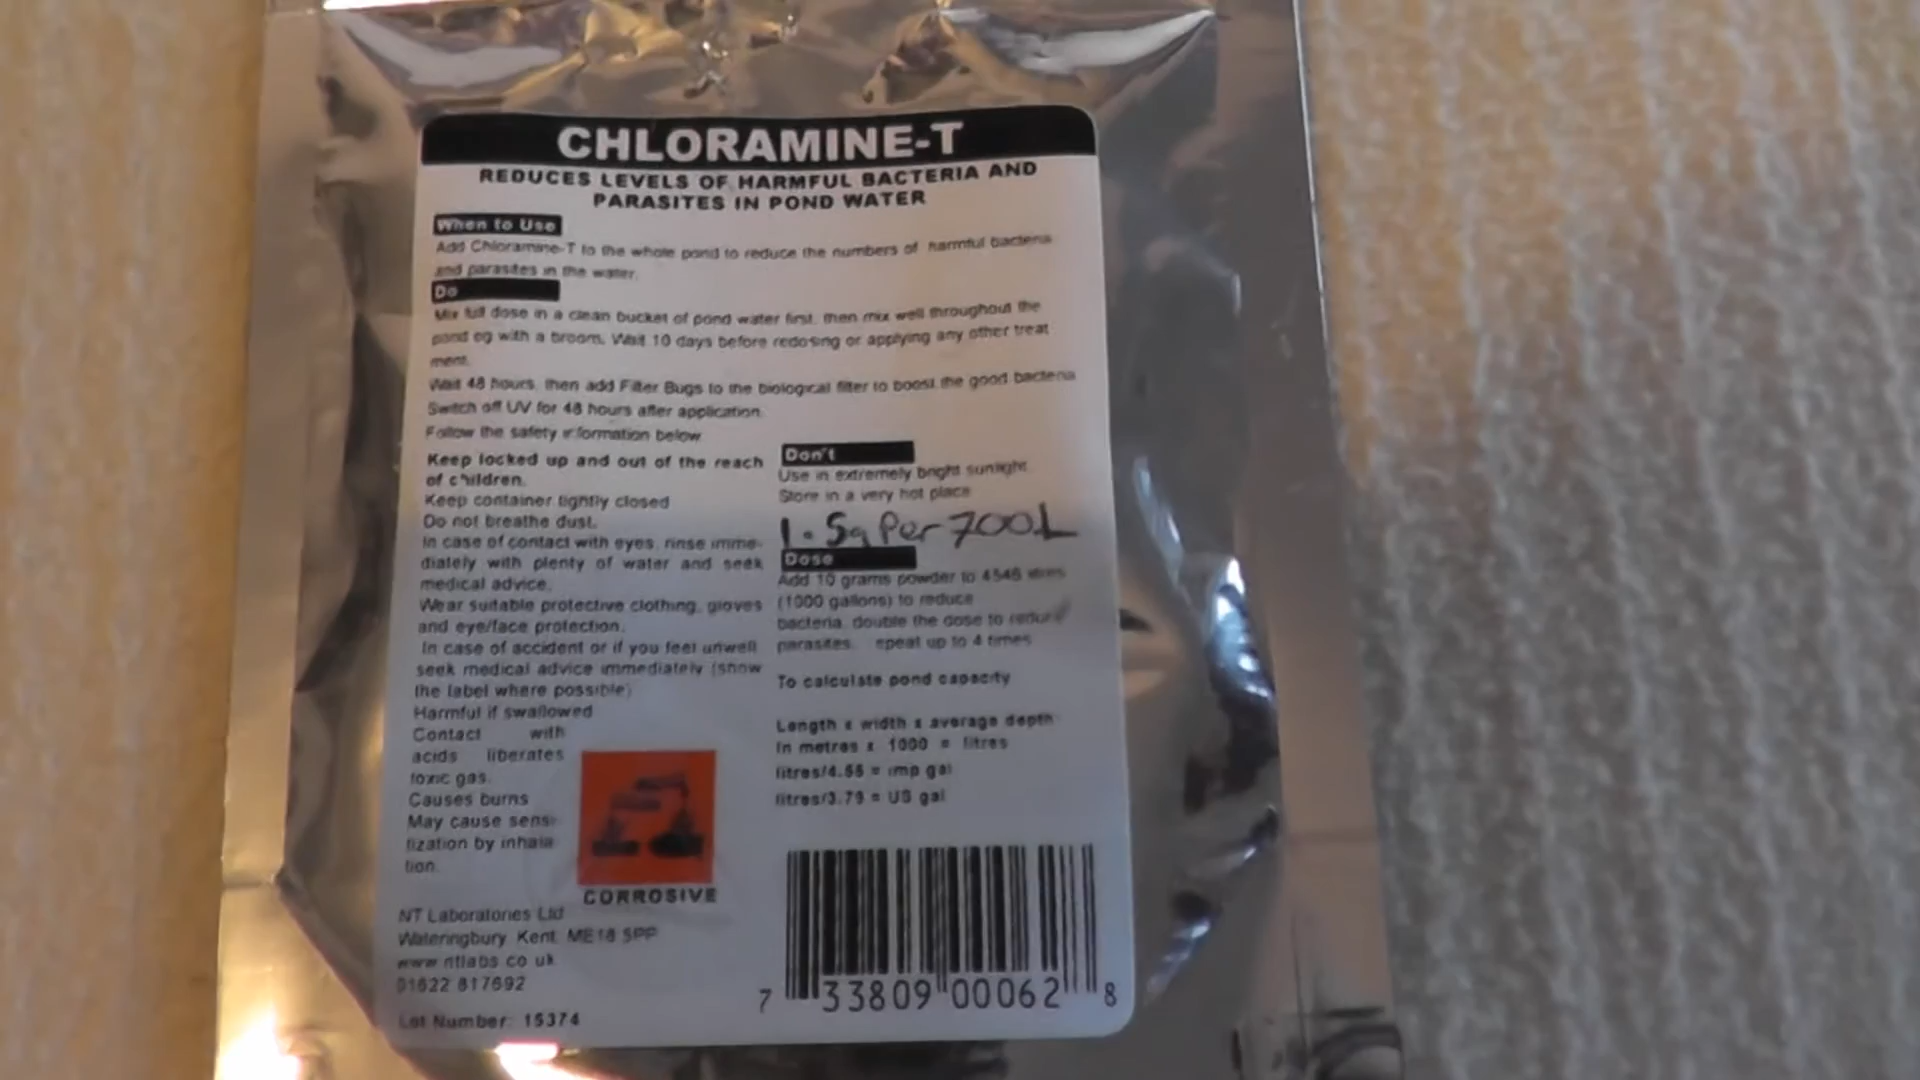 CHLORAMINE-T
REDUCES LEVELS OF HARMFUL BACTERIA AND
PARASITES IN POND WATER
When to Use
Add Chloramine-T to the whole pond to reduce the numbers of harmful bacteria
and parasites in the water.
Do
Mix full dose in a clean bucket of pond water first, then mix well throughout the
pond eg with a broom. Wait 10 days before redosing or applying any other treat
ment.
Wait 48 hours, then add Filter Bugs to the biological filter to boost the good bacteria
Switch off UV for 48 hours after application.
Follow the safety information below
Keep locked up and out of the reach
of children.
Keep container tightly closed
Do not breathe dust.
In case of contact with eyes, rinse imme-
diately with plenty of water and seek
medical advice.
Wear suitable protective clothing, gloves
and eye/face protection.
In case of accident or if you feel unwell
seek medical advice immediately (show
the label where possible)
Harmful if swallowed
Contact with
acids liberates
toxic gas.
Causes burns
May cause sensi-
tization by inhala
tion.
CORROSIVE
NT Laboratories Ltd
Wateringbury Kent ME18 5PP
www.ntlabs.co.uk
01622 817692
Lot Number: 15374
Don't
Use in extremely bright sunlight
Store in a very hot place
1.5g Per 700L
Dose
Add 10 grams powder to 4546 litres
(1000 gallons) to reduce
bacteria, double the dose to reduce
parasites. epeat up to 4 times
To calculate pond capacity
Length x width x average depth
In metres x 1000 = litres
litres/4.55 = imp gal
litres/3.79 = US gal
7 33809 00062 8